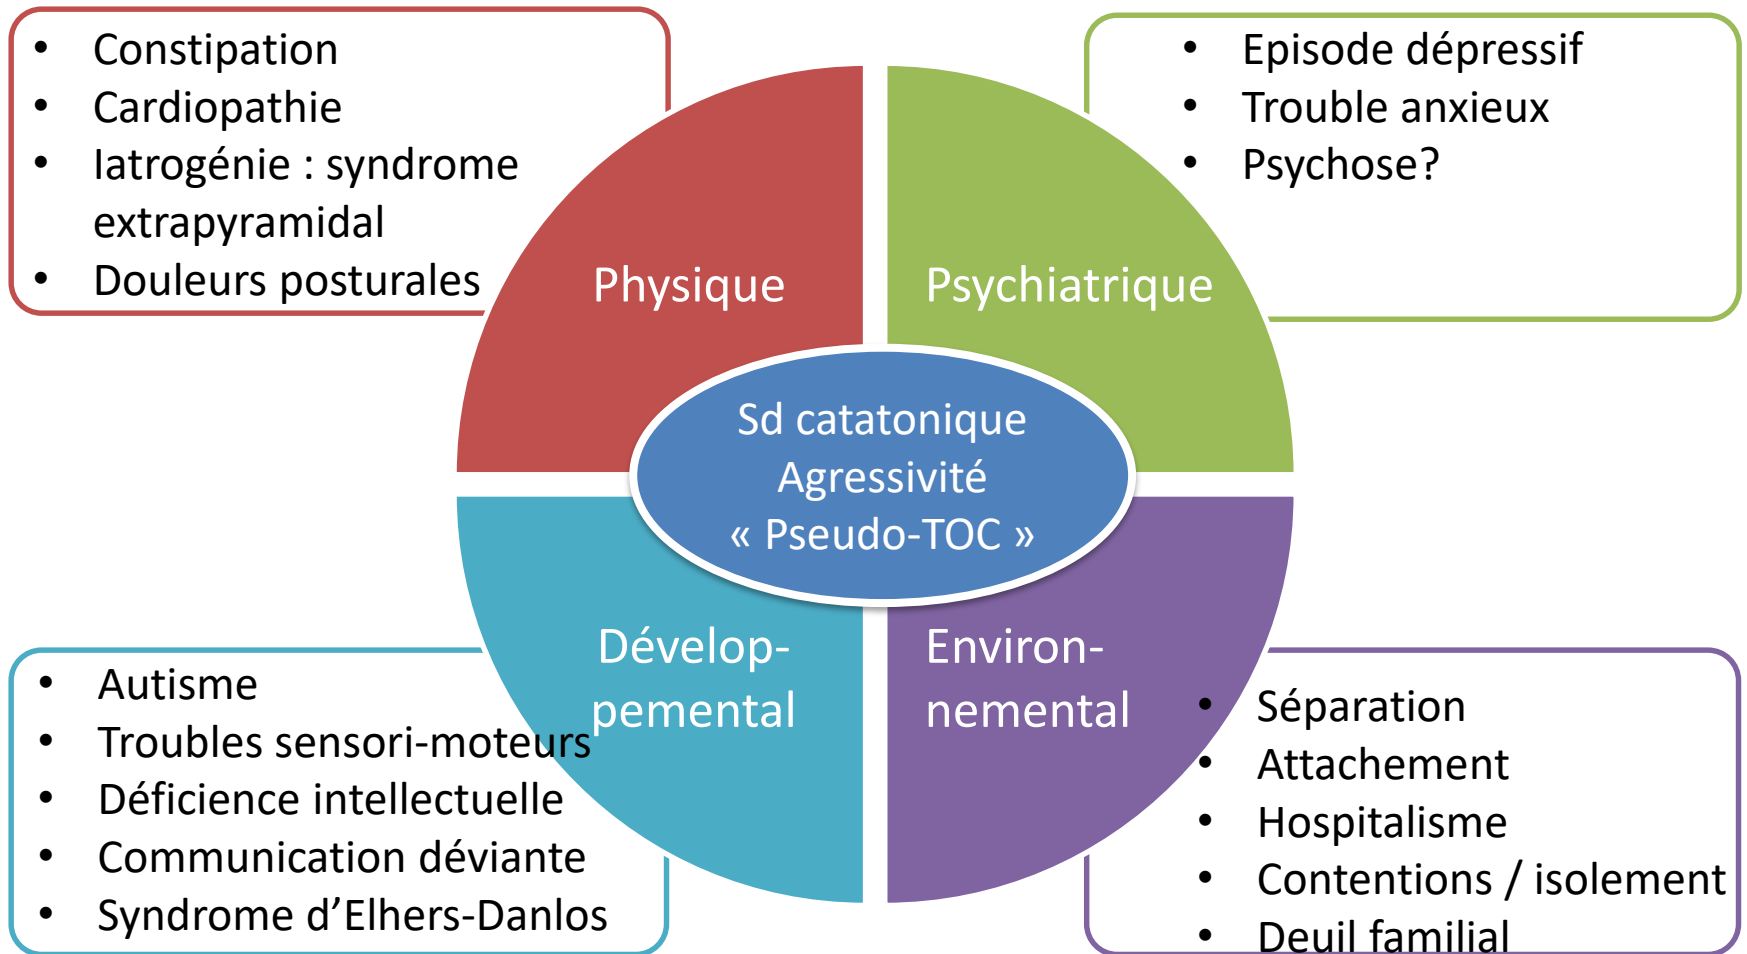 • Constipation
• Cardiopathie
• Iatrogénie : syndrome
extrapyramidal
• Douleurs posturales
• Episode dépressif
• Trouble anxieux
• Psychose?
Physique
Psychiatrique
Sd catatonique
Agressivité
« Pseudo-TOC »
Dévelop-
pemental
Environ-
nemental
• Autisme
• Troubles sensori-moteurs
• Déficience intellectuelle
• Communication déviante
• Syndrome d’Elhers-Danlos
• Séparation
• Attachement
• Hospitalisme
• Contentions / isolement
• Deuil familial